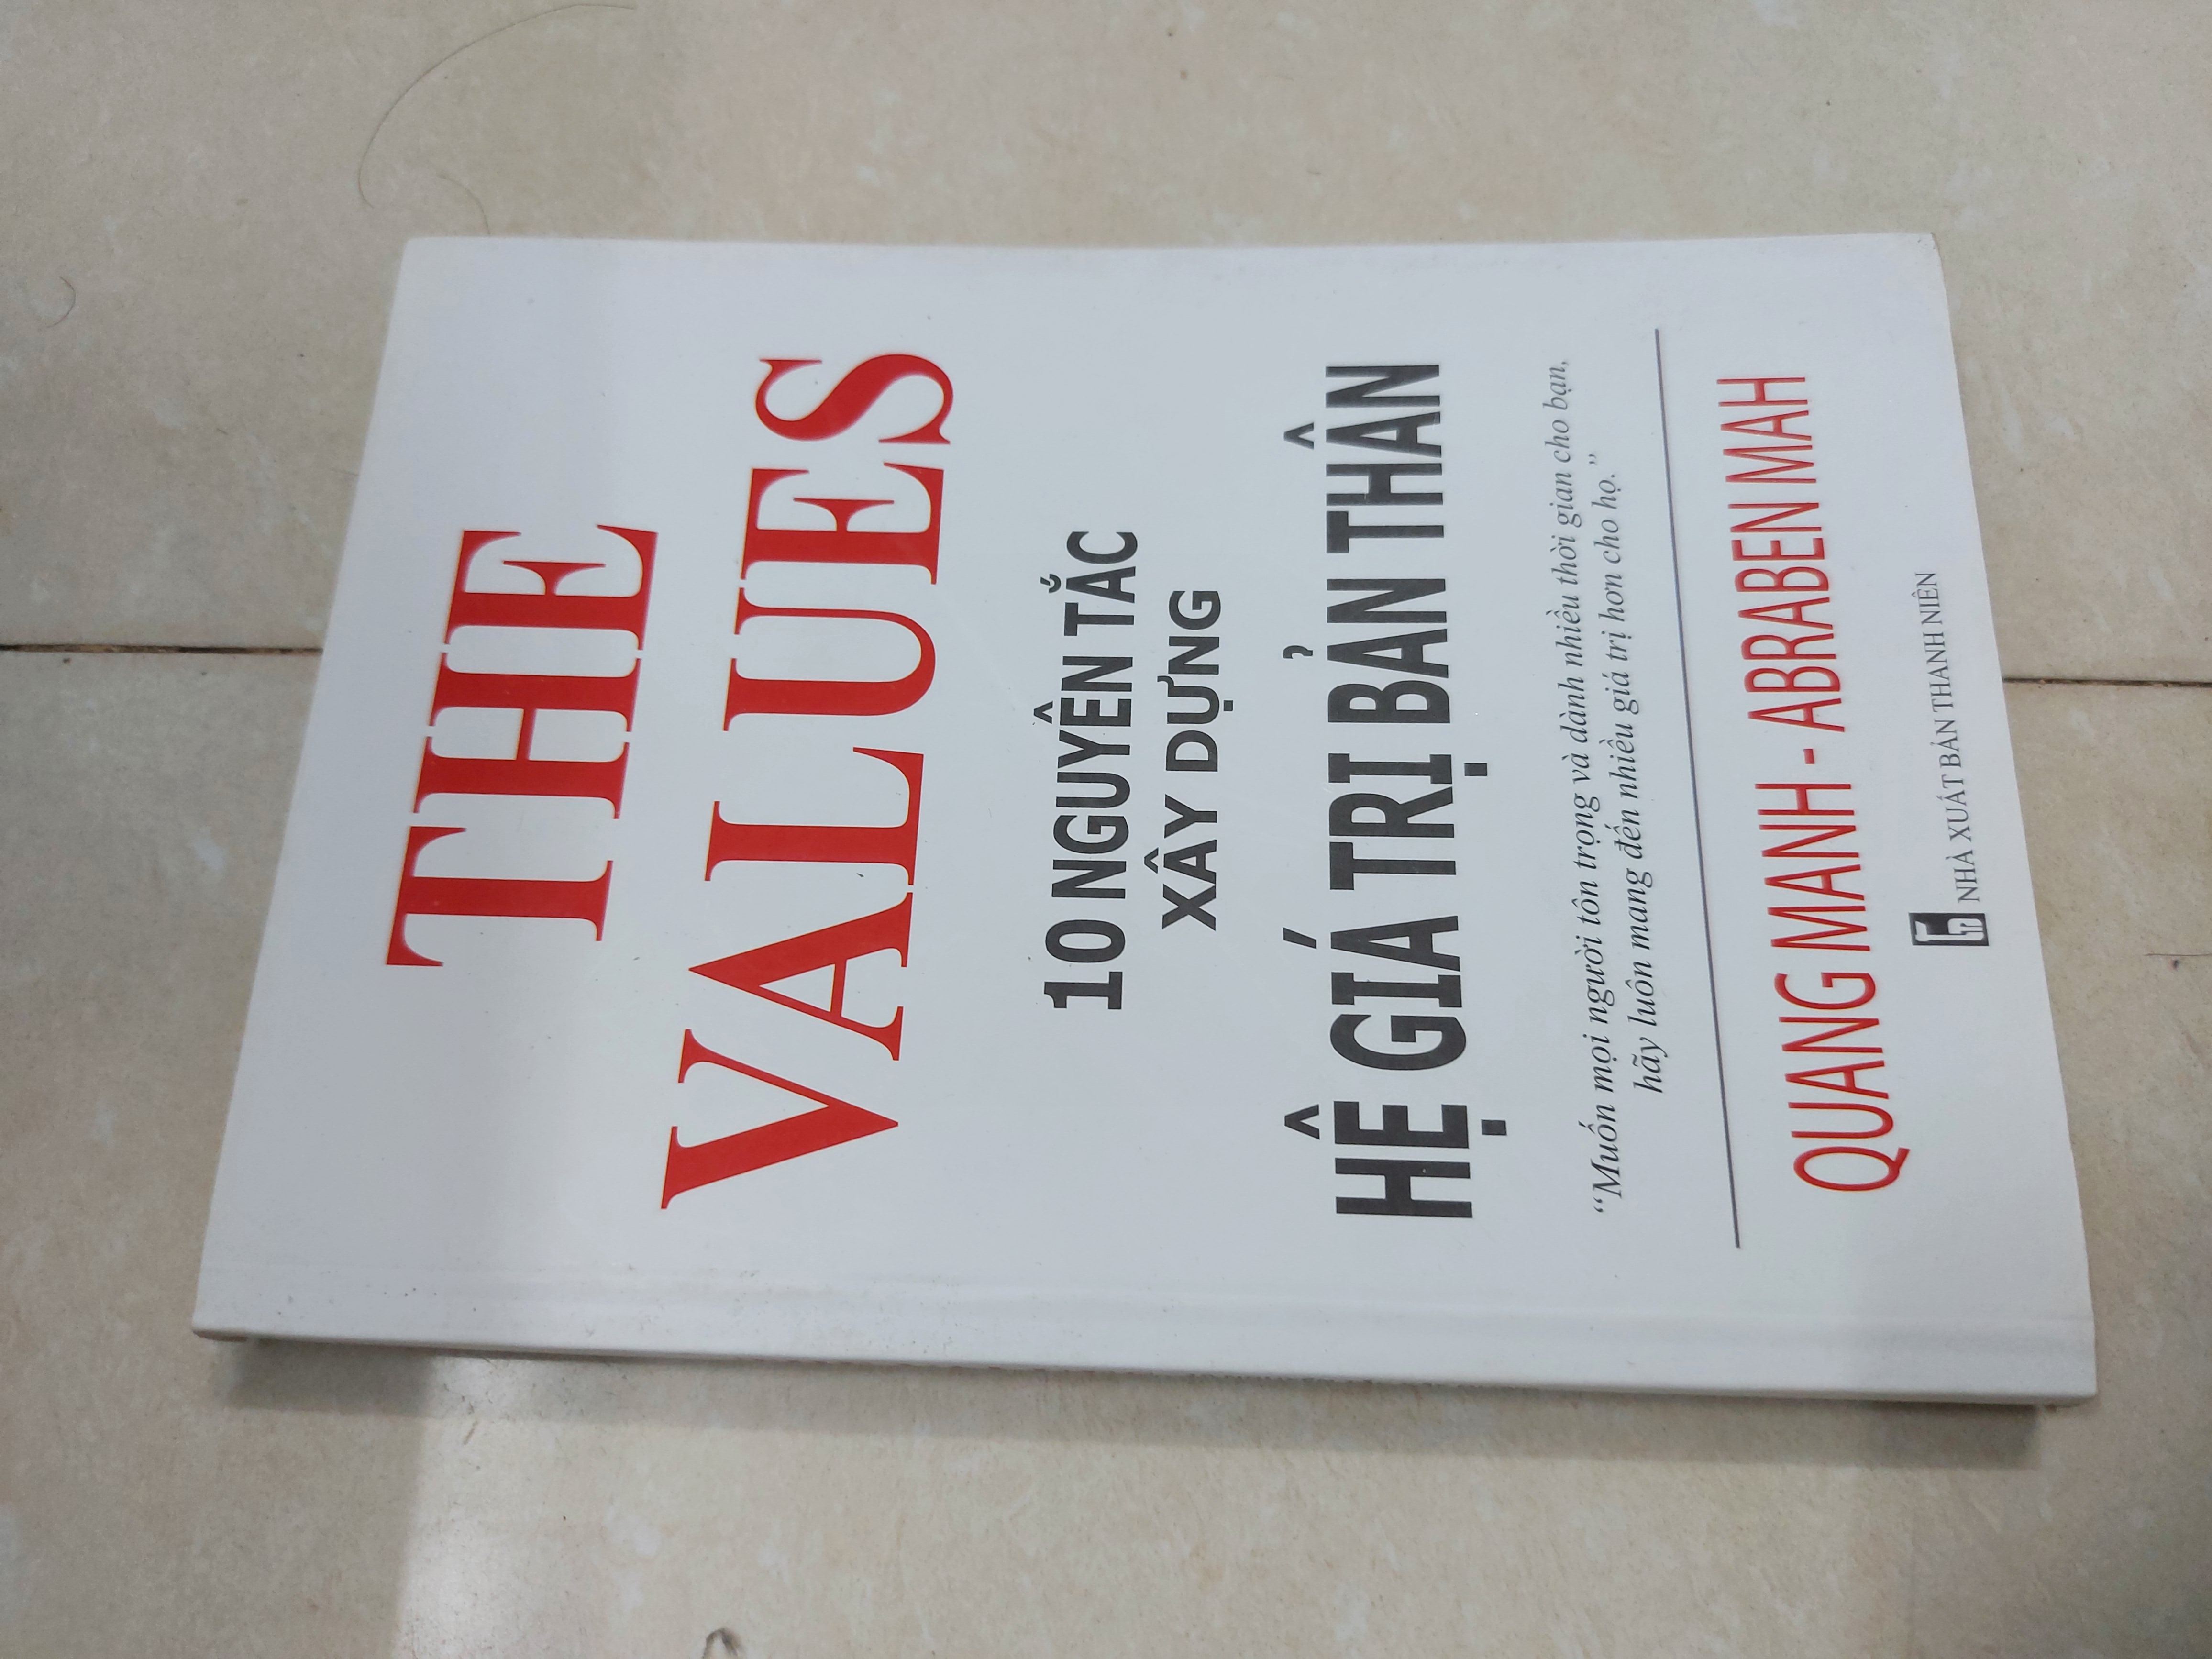 THE
VALUES
10 NGUYÊN TẮC
XÂY DỰNG
HỆ GIÁ TRỊ BẢN THÂN
“Muốn mọi người tôn trọng và dành nhiều thời gian cho bạn,
hãy luôn mang đến nhiều giá trị hơn cho họ.”
QUANG MANH - ABRABEN MAH
NHÀ XUẤT BẢN THANH NIÊN